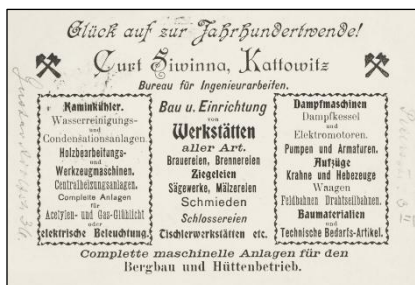 Glück auf zur Jahrhundertwende!
Curt Siwinna, Kattowitz
Bureau für Ingenieurarbeiten.
Kaminkühler.
Wasserreinigungs-
und
Condensationsanlagen.
Holzbearbeitungs-
und
Werkzeugmaschinen.
Centralheizungsanlagen.
Complette Anlagen
für
Acetylen- und Gas-Glühlicht
oder
elektrische Beleuchtung.
Bau u. Einrichtung
von
Werkstätten
aller Art.
Brauereien, Brennereien
Ziegeleien
Sägewerke, Mälzereien
Schmieden
Schlossereien
Tischlerwerkstätten etc.
Dampfmaschinen
Dampfkessel
und
Elektromotoren.
Pumpen und Armaturen.
Aufzüge
Krahne und Hebezeuge
Waagen
Feldbahnen Drahtseilbahnen.
Baumaterialien
und
Technische Bedarfs-Artikel.
Complette maschinelle Anlagen für den
Bergbau und Hüttenbetrieb.